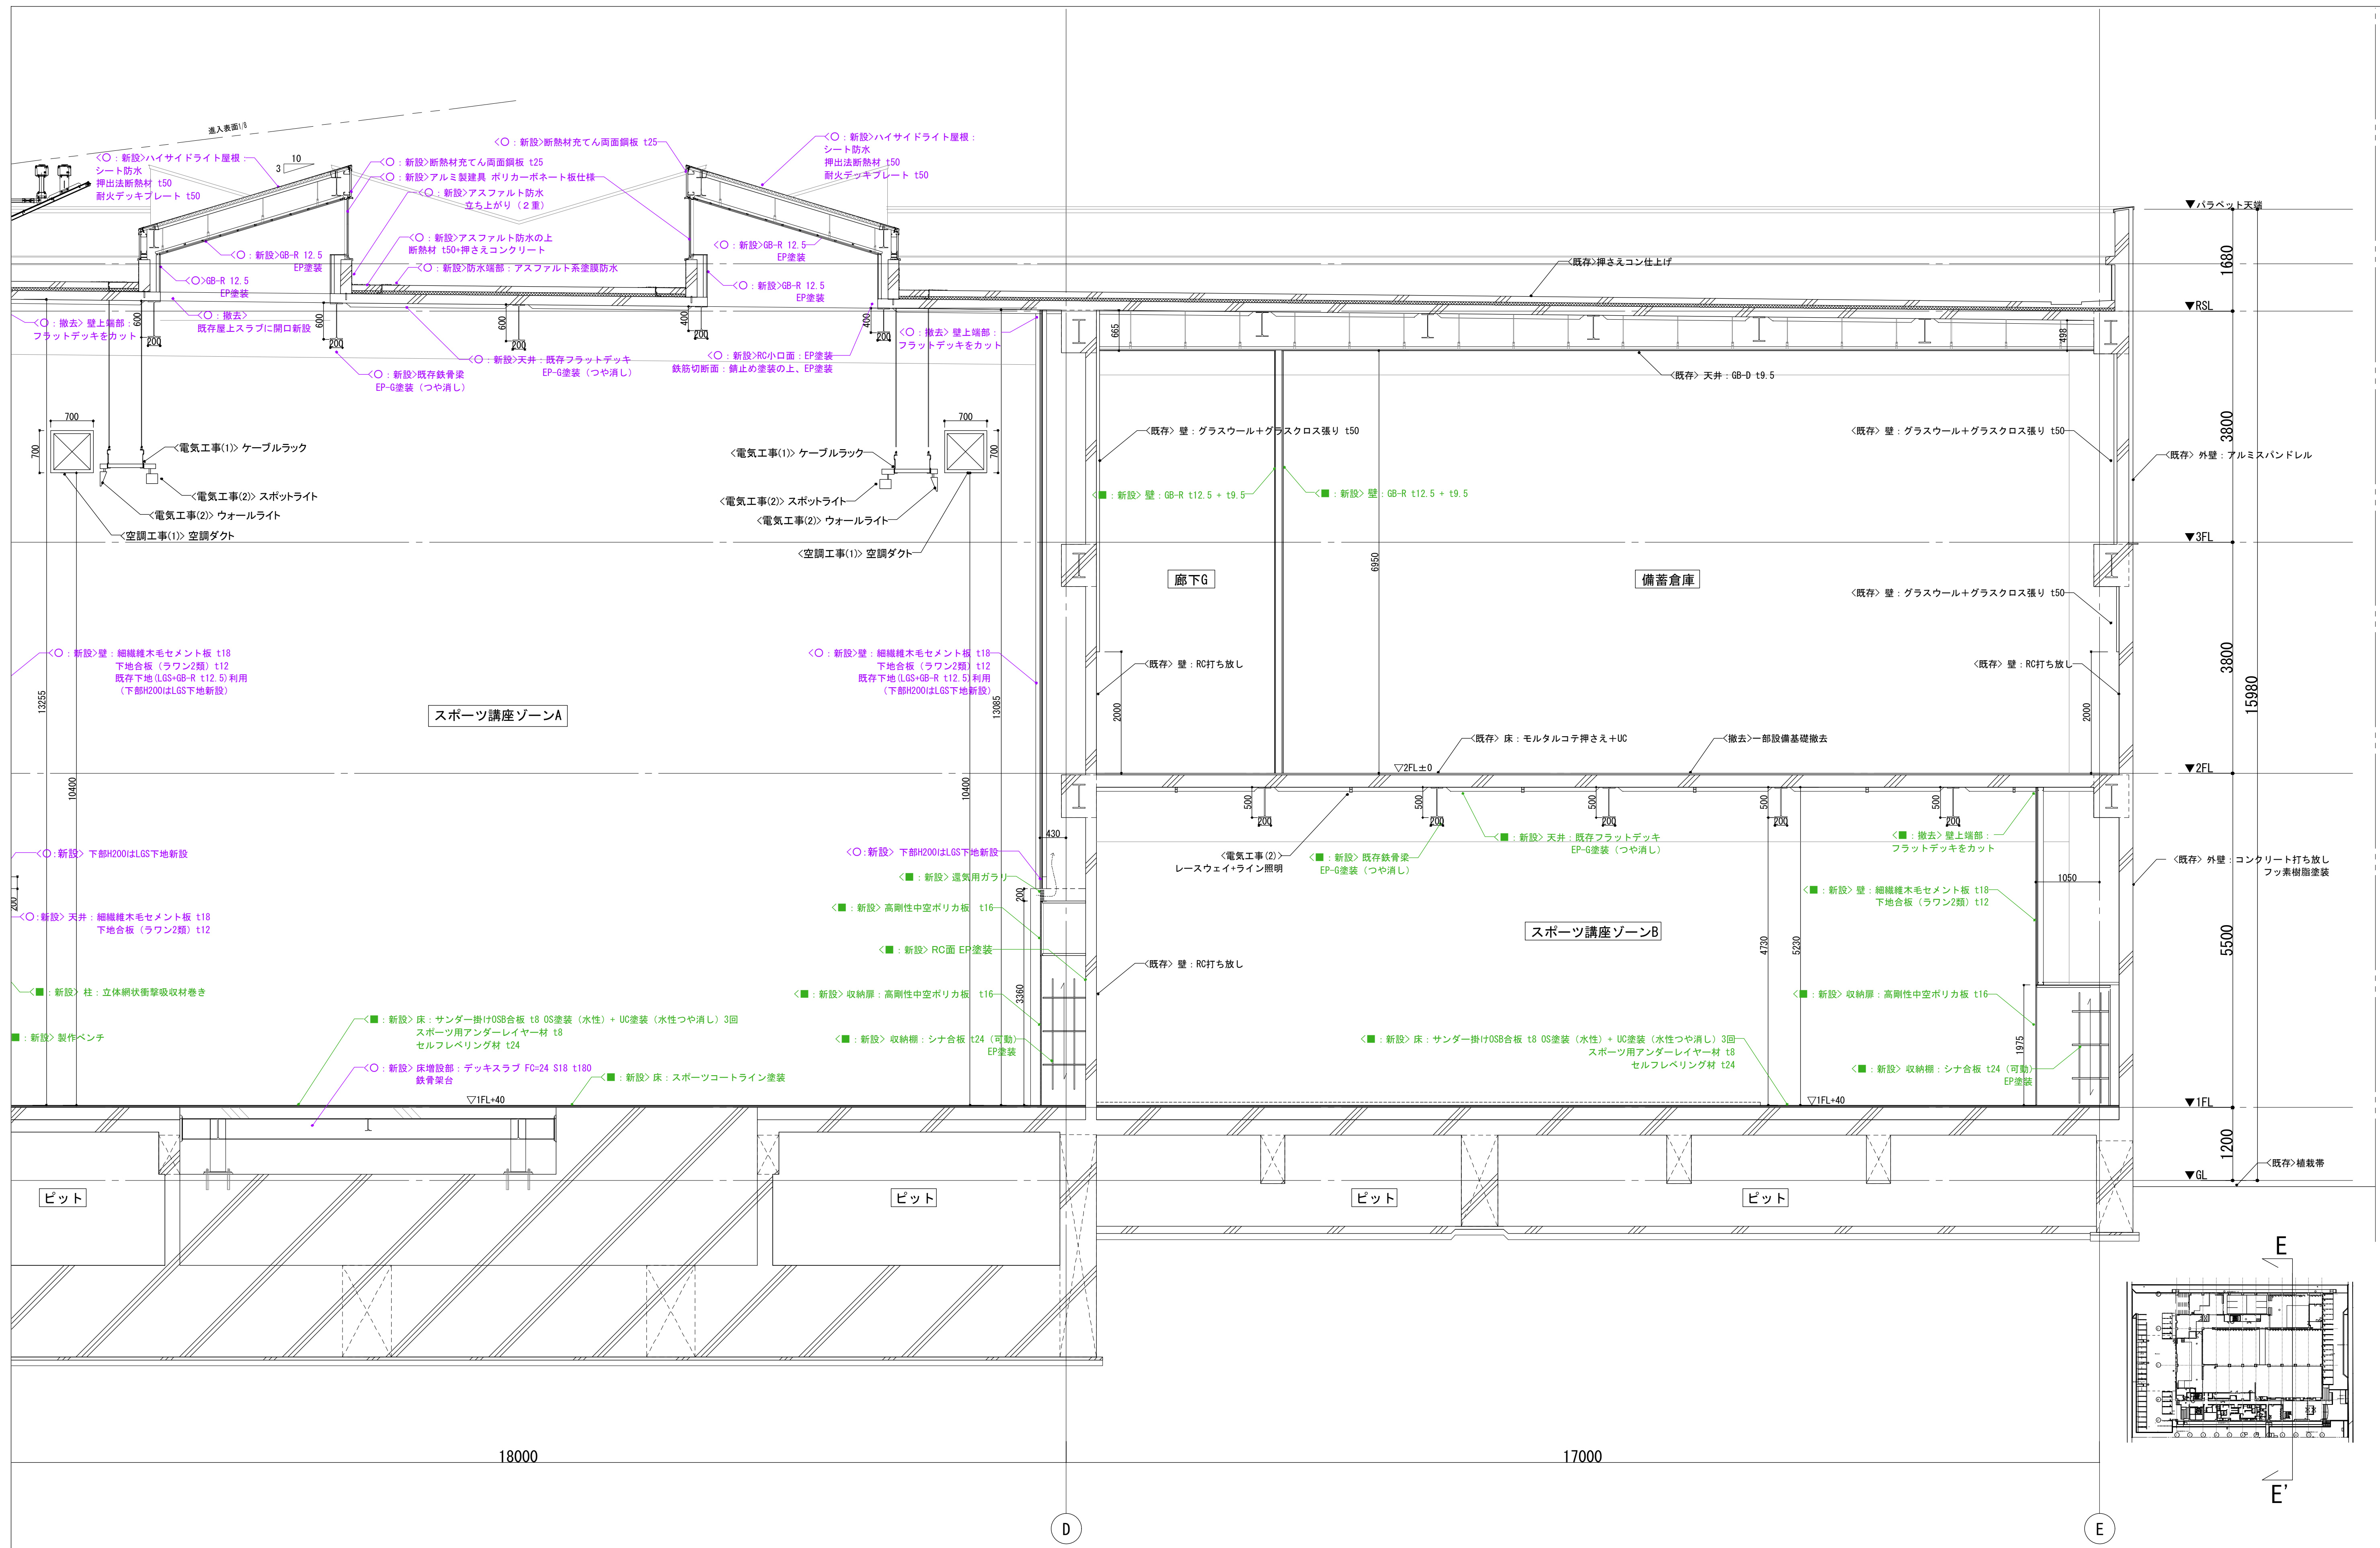 進入表面1/8
<〇：新設>ハイサイドライト屋根：
シート防水
押出法断熱材 t50
耐火デッキプレート t50
10
3
<〇：新設>断熱材充てん両面鋼板 t25
<〇：新設>アルミ製建具 ポリカーボネート板仕様
<〇：新設>アスファルト防水
立ち上がり（２重）
<〇：新設>断熱材充てん両面鋼板 t25
<〇：新設>ハイサイドライト屋根：
シート防水
押出法断熱材 t50
耐火デッキプレート t50
<〇：新設>アスファルト防水の上
断熱材 t50+押さえコンクリート
<〇：新設>防水端部：アスファルト系塗膜防水
<〇：新設>GB-R 12.5
EP塗装
<〇>GB-R 12.5
EP塗装
<〇：新設>GB-R 12.5
EP塗装
<〇：新設>GB-R 12.5
EP塗装
<既存>押さえコン仕上げ
▼パラペット天端
1680
▼RSL
<〇：撤去> 壁上端部：
フラットデッキをカット
<〇：撤去>
既存屋上スラブに開口新設
600
200
600
200
600
200
400
200
400
200
<〇：新設>天井：既存フラットデッキ
EP-G塗装（つや消し）
<〇：新設>既存鉄骨梁
EP-G塗装（つや消し）
<〇：新設>RC小口面：EP塗装
鉄筋切断面：錆止め塗装の上、EP塗装
<〇：撤去> 壁上端部：
フラットデッキをカット
665
498
<既存> 天井：GB-D t9.5
700
700
<電気工事(1)> ケーブルラック
<電気工事(2)> スポットライト
<電気工事(2)> ウォールライト
<空調工事(1)> 空調ダクト
700
700
<電気工事(1)> ケーブルラック
<電気工事(2)> スポットライト
<電気工事(2)> ウォールライト
<空調工事(1)> 空調ダクト
<既存> 壁：グラスウール＋グラスクロス張り t50
<既存> 壁：グラスウール＋グラスクロス張り t50
<既存> 外壁：アルミスパンドレル
<■：新設> 壁：GB-R t12.5 + t9.5
<■：新設> 壁：GB-R t12.5 + t9.5
3800
▼3FL
6950
廊下G
備蓄倉庫
<既存> 壁：グラスウール＋グラスクロス張り t50
<〇：新設>壁：細繊維木毛セメント板 t18
下地合板（ラワン2類）t12
既存下地(LGS+GB-R t12.5)利用
（下部H200はLGS下地新設）
<〇：新設>壁：細繊維木毛セメント板 t18
下地合板（ラワン2類）t12
既存下地(LGS+GB-R t12.5)利用
（下部H200はLGS下地新設）
<既存> 壁：RC打ち放し
<既存> 壁：RC打ち放し
3800
15980
13255
13085
2000
2000
スポーツ講座ゾーンA
<既存> 床：モルタルコテ押さえ＋UC
<撤去>一部設備基礎撤去
▽2FL±0
▼2FL
10400
10400
500
200
500
200
500
200
500
200
500
200
430
<〇:新設> 下部H200はLGS下地新設
<〇:新設> 下部H200はLGS下地新設
<電気工事(2)>
レースウェイ+ライン照明
<■：新設> 既存鉄骨梁
EP-G塗装（つや消し）
<■：新設> 天井：既存フラットデッキ
EP-G塗装（つや消し）
<■：撤去> 壁上端部：
フラットデッキをカット
<既存> 外壁：コンクリート打ち放し
フッ素樹脂塗装
<■：新設> 還気用ガラリ
200
200
1050
<■：新設> 壁：細繊維木毛セメント板 t18
下地合板（ラワン2類）t12
<〇:新設> 天井：細繊維木毛セメント板 t18
下地合板（ラワン2類）t12
<■：新設> 高剛性中空ポリカ板 t16
<■：新設> RC面 EP塗装
スポーツ講座ゾーンB
5500
4730
5230
<既存> 壁：RC打ち放し
<■：新設> 柱：立体網状衝撃吸収材巻き
<■：新設> 収納扉：高剛性中空ポリカ板 t16
3360
<■：新設> 収納扉：高剛性中空ポリカ板 t16
<■：新設> 床：サンダー掛けOSB合板 t8 OS塗装（水性）+ UC塗装（水性つや消し）3回
スポーツ用アンダーレイヤー材 t8
セルフレベリング材 t24
■：新設> 製作ベンチ
<■：新設> 収納棚：シナ合板 t24（可動）
EP塗装
<■：新設> 床：サンダー掛けOSB合板 t8 OS塗装（水性）+ UC塗装（水性つや消し）3回
スポーツ用アンダーレイヤー材 t8
セルフレベリング材 t24
1975
<■：新設> 収納棚：シナ合板 t24（可動）
EP塗装
<〇：新設> 床増設部：デッキスラブ FC=24 S18 t180
鉄骨架台
<■：新設> 床：スポーツコートライン塗装
▽1FL+40
▽1FL+40
▼1FL
1200
<既存>植栽帯
▼GL
ピット
ピット
ピット
ピット
E
E'
18000
17000
D
E